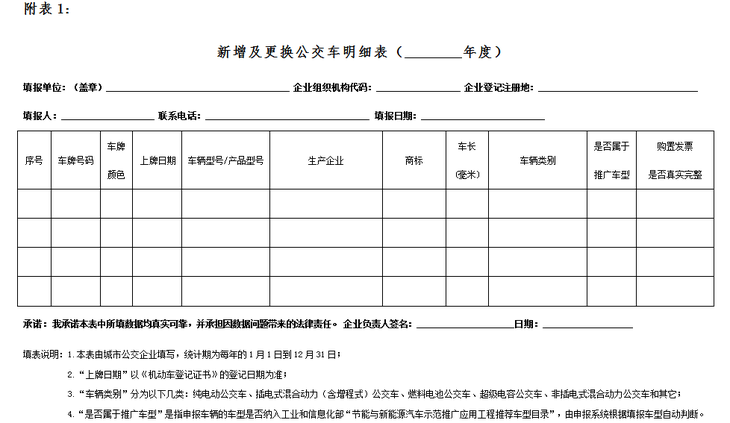 附表1：
新增及更换公交车明细表（______年度）
填报单位：（盖章）______ 企业组织机构代码：______ 企业登记注册地：______
填报人：______ 联系电话：______ 填报日期：______
序号 车牌号码 车牌颜色 上牌日期 车辆型号/产品型号 生产企业 商标 车长(毫米) 车辆类别 是否属于推广车型 购置发票是否真实完整
承诺：我承诺本表中所填数据均真实可靠，并承担因数据问题带来的法律责任。企业负责人签名：______日期：______
填表说明：1.本表由城市公交企业填写，统计期为每年的1月1日到12月31日；
2.“上牌日期”以《机动车登记证书》的登记日期为准；
3.“车辆类别”分为以下几类：纯电动公交车、插电式混合动力（含增程式）公交车、燃料电池公交车、超级电容公交车、非插电式混合动力公交车和其它；
4.“是否属于推广车型”是指申报车辆的车型是否纳入工业和信息化部“节能与新能源汽车示范推广应用工程推荐车型目录”，由申报系统根据填报车型自动判断。